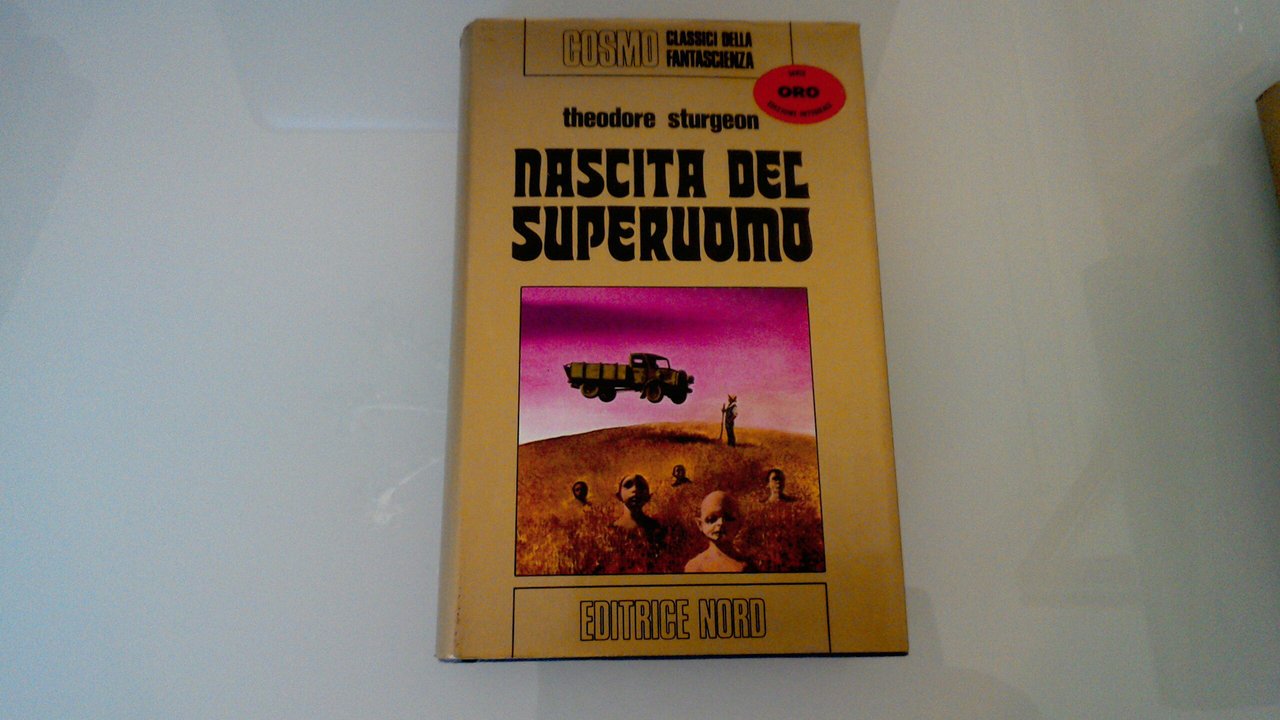 COSMO CLASSICI DELLA
FANTASCIENZA
ORO
theodore sturgeon
NASCITA DEL
SUPERUOMO
EDITRICE NORD